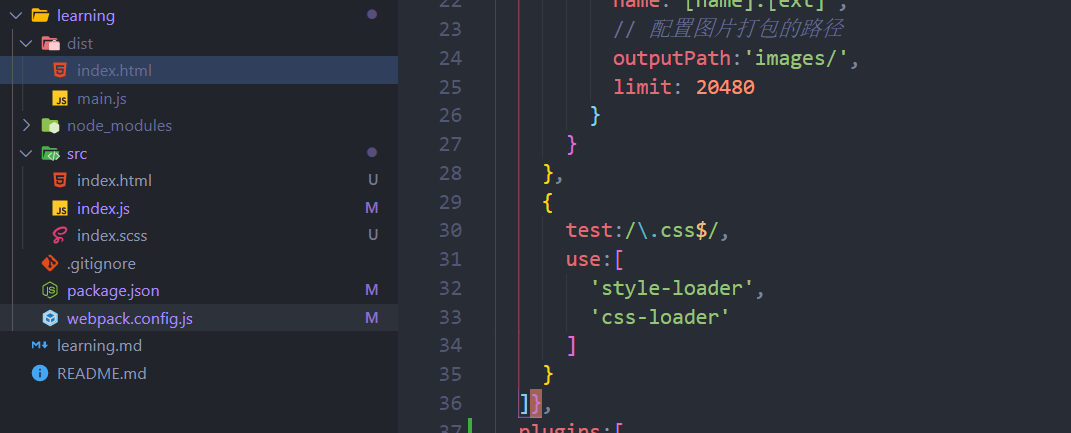 learning
dist
index.html
main.js
node_modules
src
index.html U
index.js M
index.scss U
.gitignore
package.json M
webpack.config.js M
learning.md
README.md
22 name: '[name].[ext]',
23 // 配置图片打包的路径
24 outputPath:'images/',
25 limit: 20480
26 }
27 }
28 },
29 {
30 test:/\.css$/,
31 use:[
32 'style-loader',
33 'css-loader'
34 ]
35 }
36 ]},
37 plugins:[